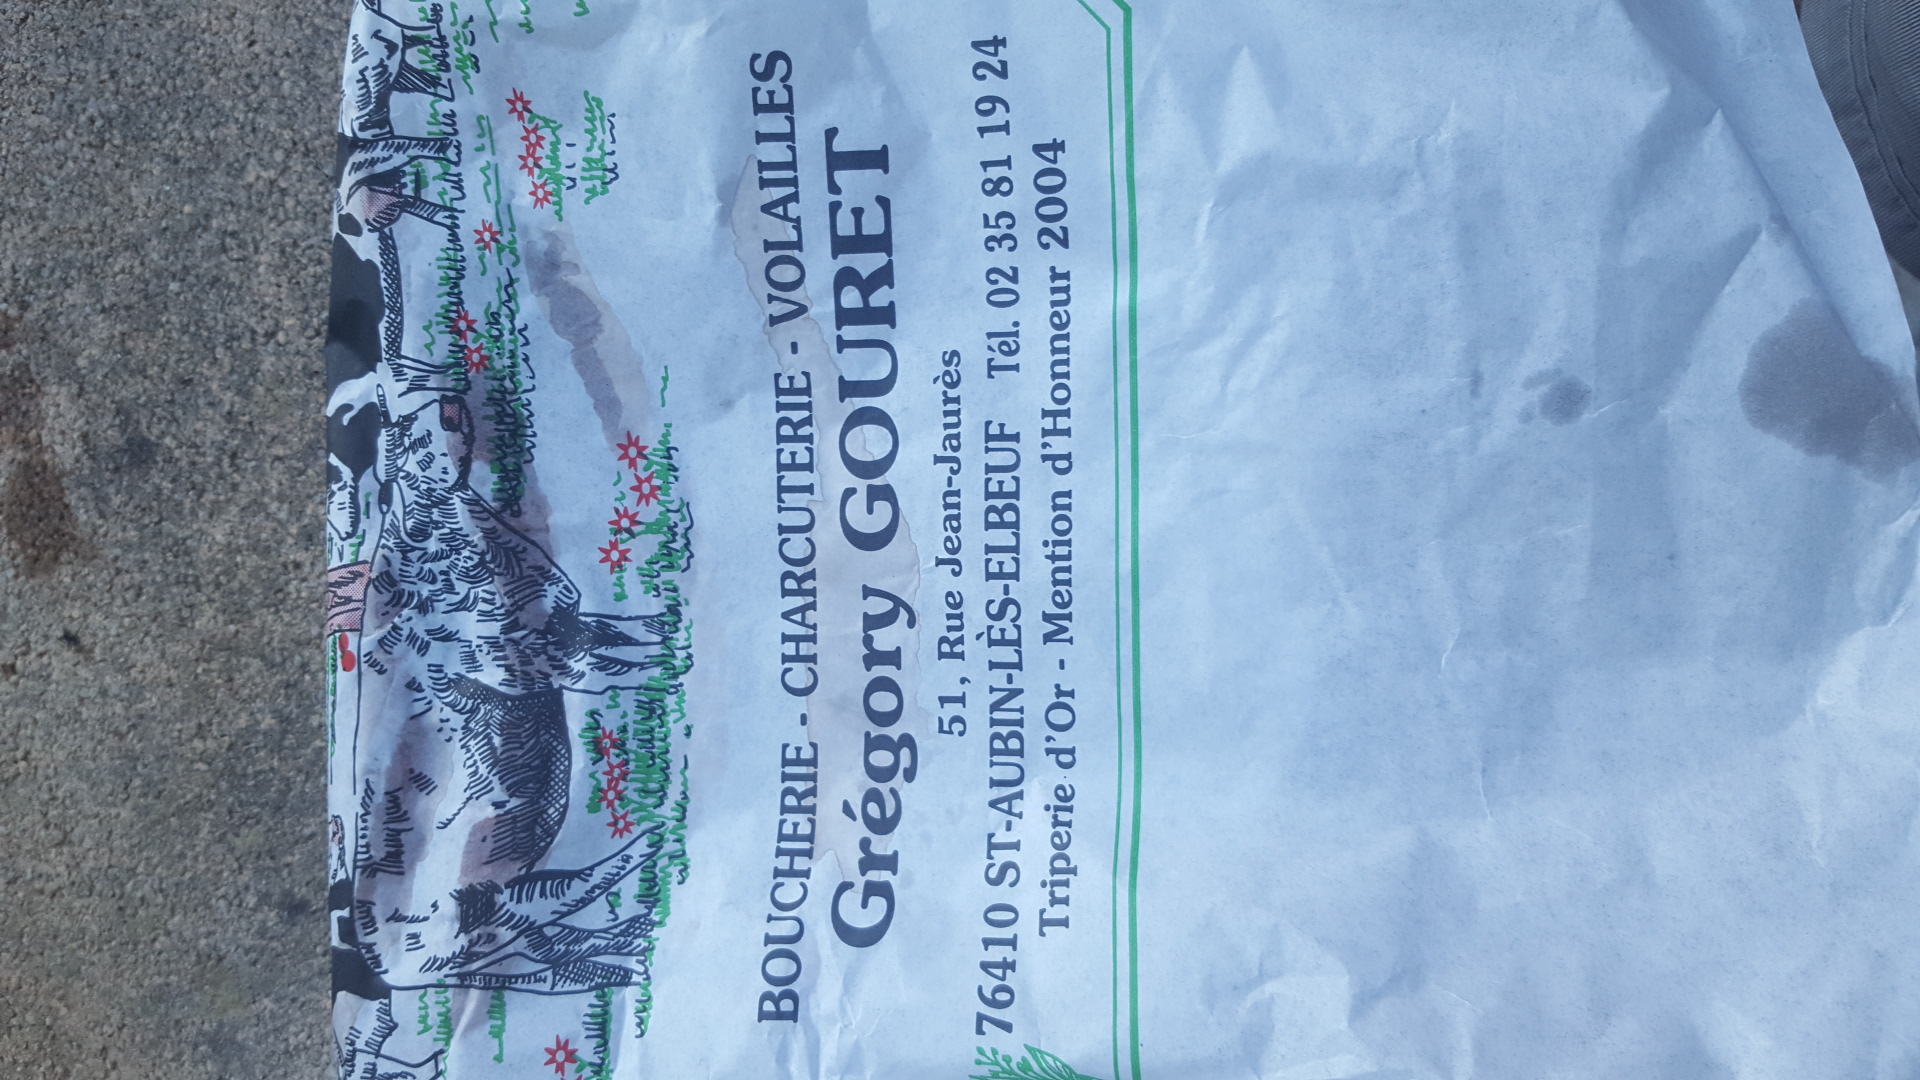 BOUCHERIE - CHARCUTERIE - VOLAILLES
Grégory GOURET
51, Rue Jean-Jaurès
76410 ST-AUBIN-LÈS-ELBEUF Tél. 02 35 81 19 24
Triperie d'Or - Mention d'Honneur 2004